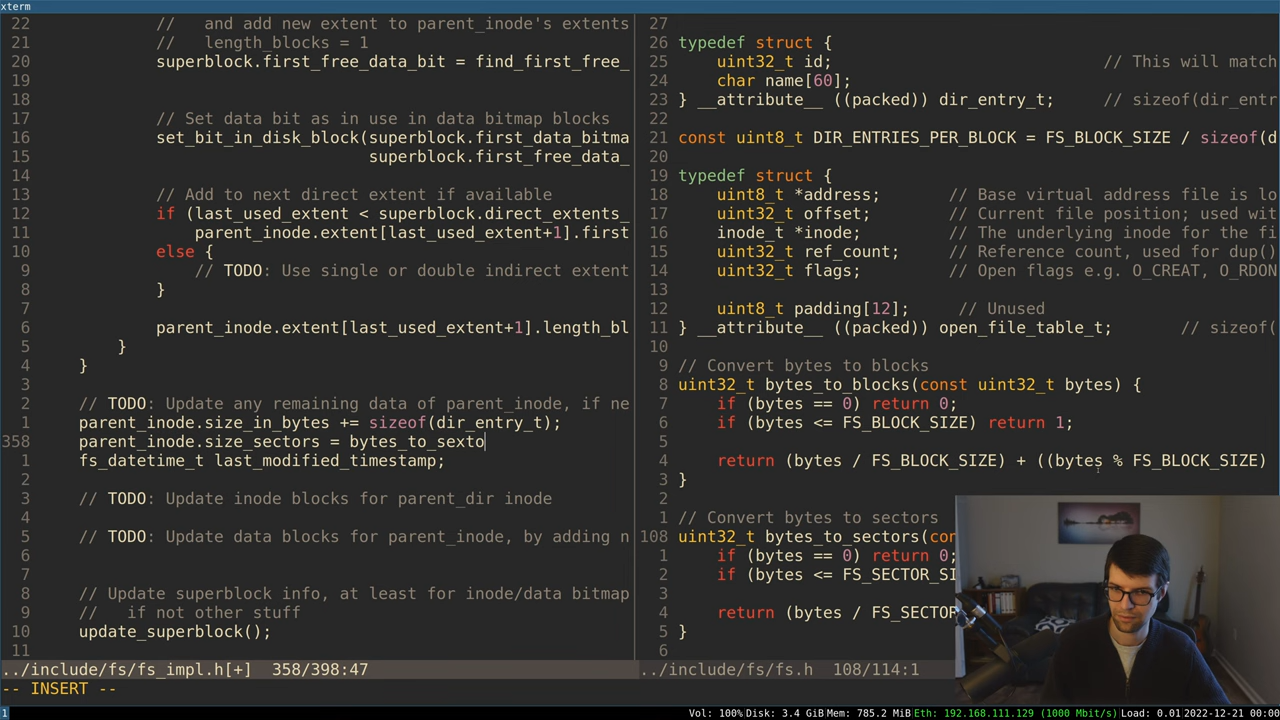 xterm
22             //   and add new extent to parent_inode's extents
21             //   length_blocks = 1
20             superblock.first_free_data_bit = find_first_free_
19
18
17             // Set data bit as in use in data bitmap blocks
16             set_bit_in_disk_block(superblock.first_data_bitma
15                                   superblock.first_free_data_
14
13             // Add to next direct extent if available
12             if (last_used_extent < superblock.direct_extents_
11                 parent_inode.extent[last_used_extent+1].first
10             else {
9                 // TODO: Use single or double indirect extent
8             }
7
6             parent_inode.extent[last_used_extent+1].length_bl
5         }
4     }
3
2     // TODO: Update any remaining data of parent_inode, if ne
1     parent_inode.size_in_bytes += sizeof(dir_entry_t);
358     parent_inode.size_sectors = bytes_to_sexto
1     fs_datetime_t last_modified_timestamp;
2
3     // TODO: Update inode blocks for parent_dir inode
4
5     // TODO: Update data blocks for parent_inode, by adding n
6
7
8     // Update superblock info, at least for inode/data bitmap
9     //   if not other stuff
10     update_superblock();
11
../include/fs/fs_impl.h[+]  358/398:47
-- INSERT --
27
26 typedef struct {
25     uint32_t id;                            // This will match
24     char name[60];
23 } __attribute__ ((packed)) dir_entry_t;     // sizeof(dir_entr
22
21 const uint8_t DIR_ENTRIES_PER_BLOCK = FS_BLOCK_SIZE / sizeof(d
20
19 typedef struct {
18     uint8_t *address;       // Base virtual address file is lo
17     uint32_t offset;        // Current file position; used wit
16     inode_t *inode;         // The underlying inode for the fi
15     uint32_t ref_count;     // Reference count, used for dup()
14     uint32_t flags;         // Open flags e.g. O_CREAT, O_RDON
13
12     uint8_t padding[12];     // Unused
11 } __attribute__ ((packed)) open_file_table_t;       // sizeof(
10
9 // Convert bytes to blocks
8 uint32_t bytes_to_blocks(const uint32_t bytes) {
7     if (bytes == 0) return 0;
6     if (bytes <= FS_BLOCK_SIZE) return 1;
5
4     return (bytes / FS_BLOCK_SIZE) + ((bytes % FS_BLOCK_SIZE)
3 }
2
1 // Convert bytes to sectors
108 uint32_t bytes_to_sectors(con
1     if (bytes == 0) return 0;
2     if (bytes <= FS_SECTOR_SI
3
4     return (bytes / FS_SECTOR
5 }
6
../include/fs/fs.h  108/114:1
1
Vol: 100% Disk: 3.4 GiB Mem: 785.2 MiB Eth: 192.168.111.129 (1000 Mbit/s) Load: 0.01 2022-12-21 00:00